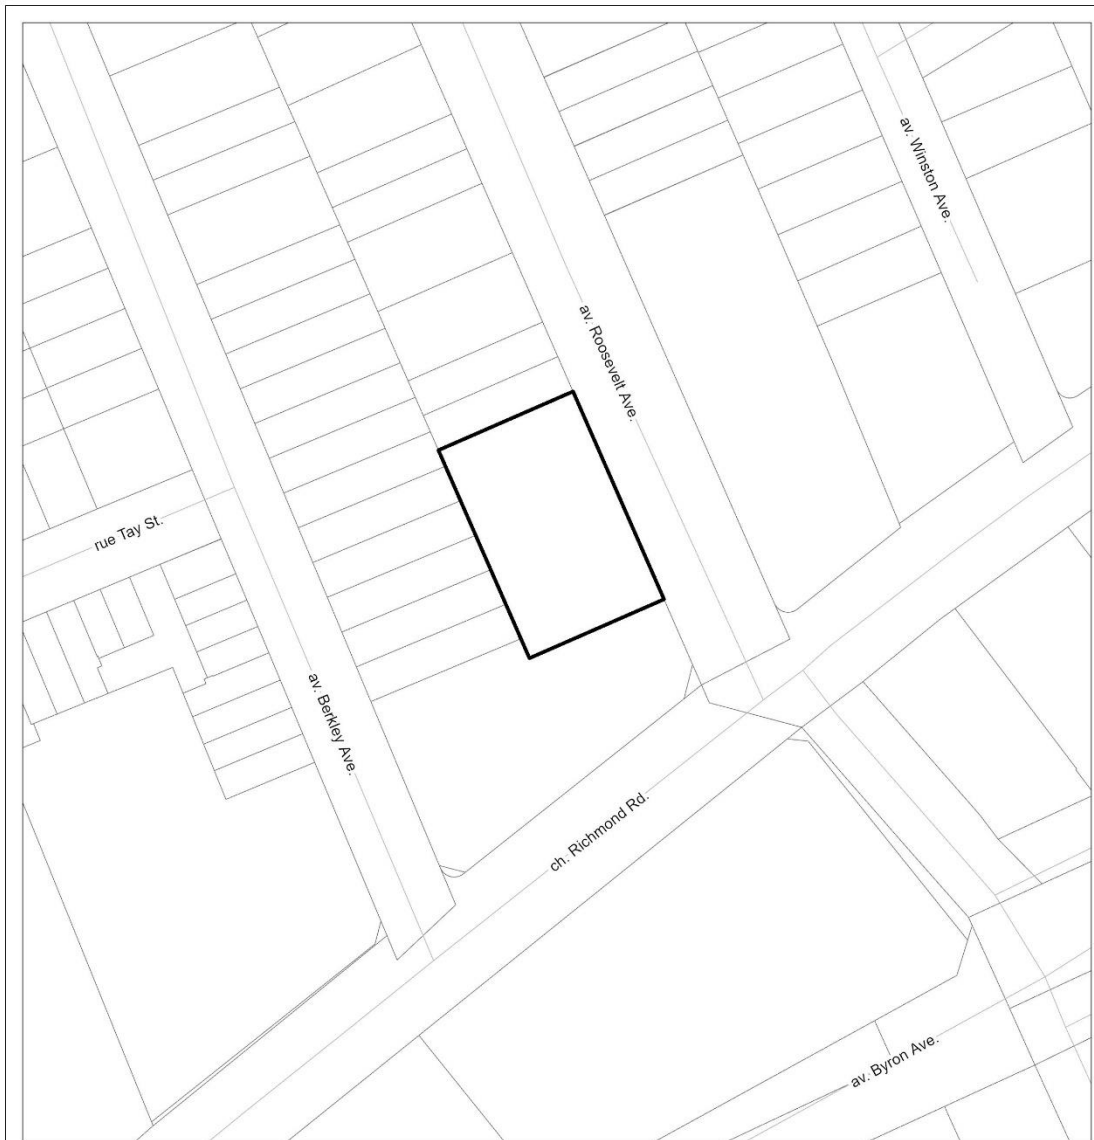 av. Winston Ave.
av. Roosevelt Ave.
rue Tay St.
av. Berkley Ave.
ch. Richmond Rd.
av. Byron Ave.